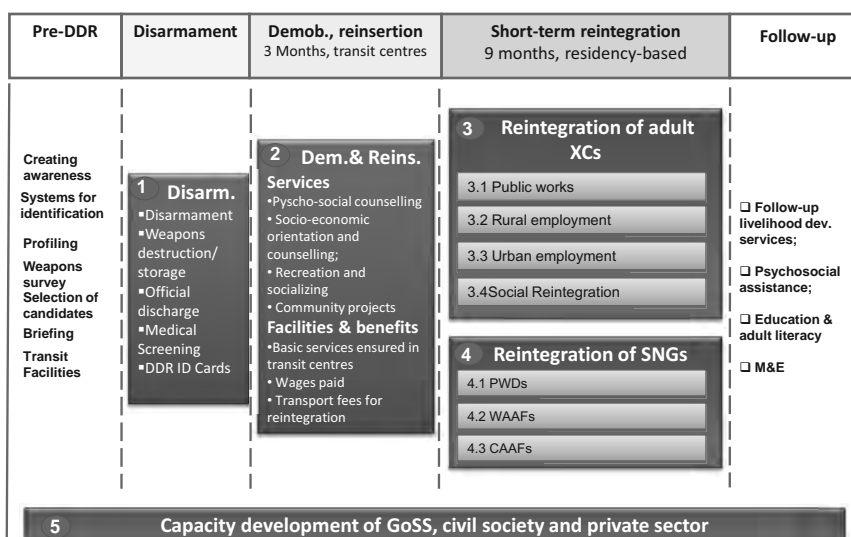 Pre-DDR
Disarmament
Demob., reinsertion
3 Months, transit centres
Short-term reintegration
9 months, residency-based
Follow-up
Creating
awareness
Systems for
identification
Profiling
Weapons
survey
Selection of
candidates
Briefing
Transit
Facilities
1 Disarm.
▪Disarmament
▪Weapons
destruction/
storage
▪Official
discharge
▪Medical
Screening
▪DDR ID Cards
2 Dem.& Reins.
Services
•Pyscho-social counselling
• Socio-economic
orientation and
counselling;
• Recreation and
socializing
• Community projects
Facilities & benefits
•Basic services ensured in
transit centres
• Wages paid
• Transport fees for
reintegration
3 Reintegration of adult
XCs
3.1 Public works
3.2 Rural employment
3.3 Urban employment
3.4Social Reintegration
4 Reintegration of SNGs
4.1 PWDs
4.2 WAAFs
4.3 CAAFs
❑ Follow-up
livelihood dev.
services;
❑ Psychosocial
assistance;
❑ Education &
adult literacy
❑ M&E
5 Capacity development of GoSS, civil society and private sector